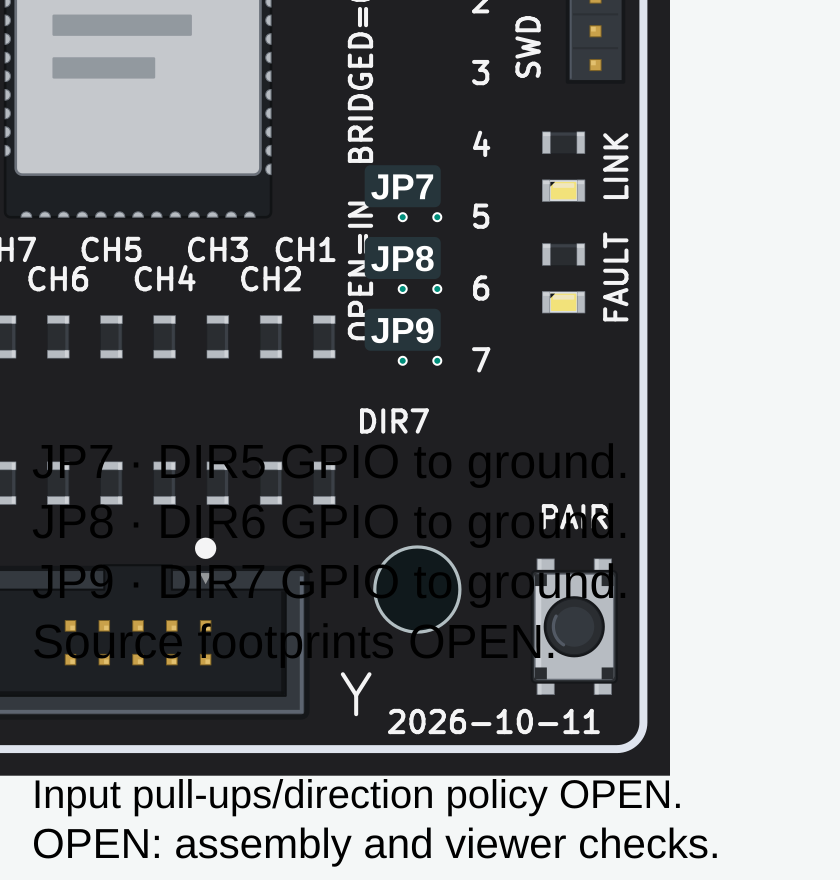 2
3
4
5
6
7
SWD
LINK
FAULT
BRIDGED=
OPEN=IN
JP7
JP8
JP9
H7 CH5 CH3 CH1
CH6 CH4 CH2
DIR7
JP7 · DIR5 GPIO to ground.
JP8 · DIR6 GPIO to ground.
PAIR
JP9 · DIR7 GPIO to ground.
Source footprints OPEN.
Y
2026-10-11
Input pull-ups/direction policy OPEN.
OPEN: assembly and viewer checks.